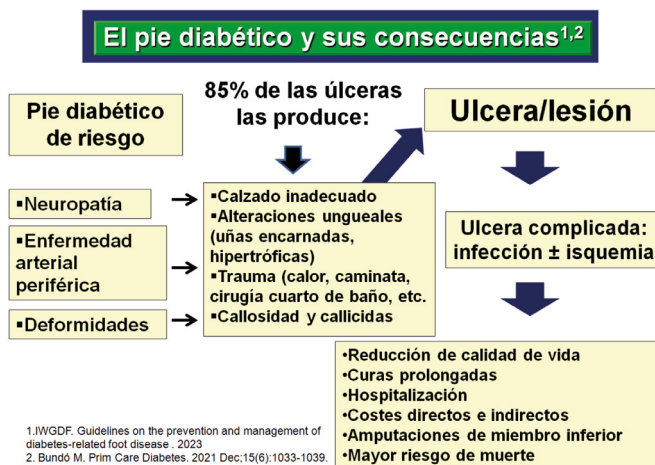 El pie diabético y sus consecuencias1,2
Pie diabético
de riesgo
▪Neuropatía
▪Enfermedad
arterial
periférica
▪Deformidades
85% de las úlceras
las produce:
▪Calzado inadecuado
▪Alteraciones ungueales
(uñas encarnadas,
hipertróficas)
▪Trauma (calor, caminata,
cirugía cuarto de baño, etc.
▪Callosidad y callicidas
Ulcera/lesión
Ulcera complicada:
infección ± isquemia
•Reducción de calidad de vida
•Curas prolongadas
•Hospitalización
•Costes directos e indirectos
•Amputaciones de miembro inferior
•Mayor riesgo de muerte
1.IWGDF. Guidelines on the prevention and management of
diabetes-related foot disease . 2023
2. Bundó M. Prim Care Diabetes. 2021 Dec;15(6):1033-1039.